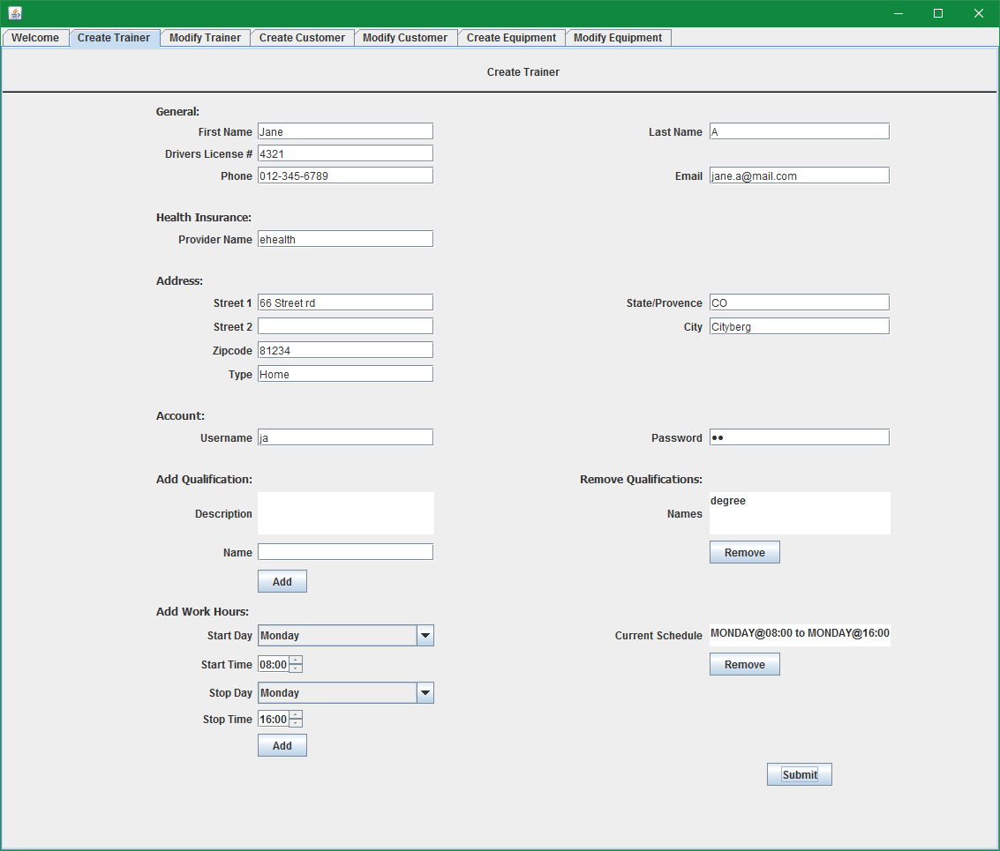 Welcome Create Trainer Modify Trainer Create Customer Modify Customer Create Equipment Modify Equipment
Create Trainer
General:
First Name Jane Last Name A
Drivers License # 4321
Phone 012-345-6789 Email jane.a@mail.com
Health Insurance:
Provider Name ehealth
Address:
Street 1 66 Street rd State/Provence CO
Street 2 City Cityberg
Zipcode 81234
Type Home
Account:
Username ja Password ●●
Add Qualification: Remove Qualifications:
degree
Description Names
Name Remove
Add
Add Work Hours:
Start Day Monday Current Schedule MONDAY@08:00 to MONDAY@16:00
Start Time 08:00 Remove
Stop Day Monday
Stop Time 16:00
Add
Submit